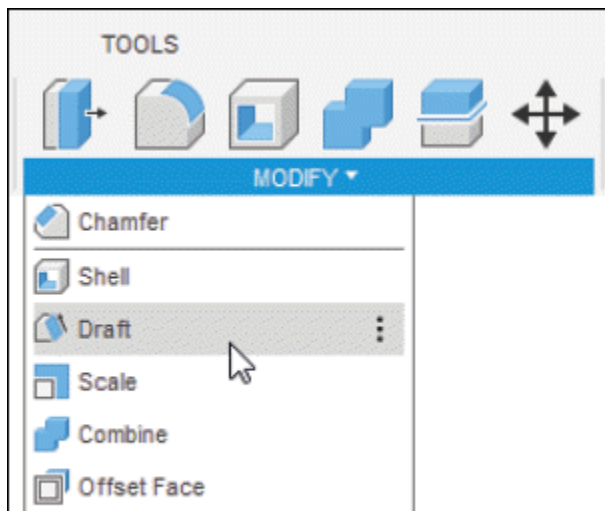 TOOLS
MODIFY
Chamfer
Shell
Draft
Scale
Combine
Offset Face